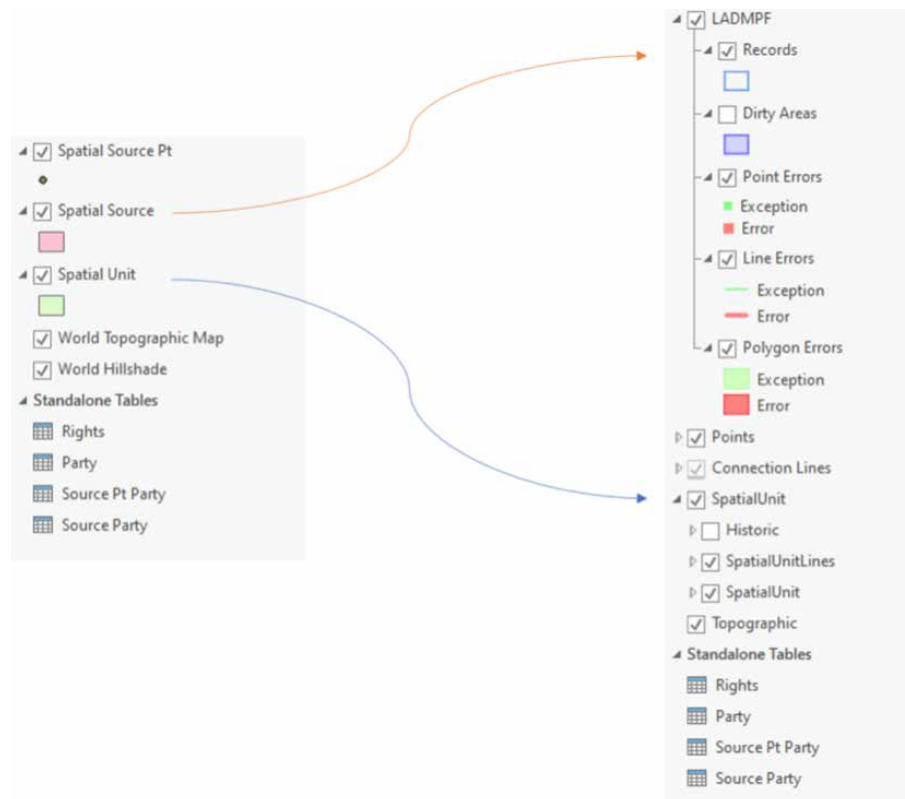 Spatial Source Pt
Spatial Source
Spatial Unit
World Topographic Map
World Hillshade
Standalone Tables
Rights
Party
Source Pt Party
Source Party
LADMPF
Records
Dirty Areas
Point Errors
Exception
Error
Line Errors
Exception
Error
Polygon Errors
Exception
Error
Points
Connection Lines
SpatialUnit
Historic
SpatialUnitLines
SpatialUnit
Topographic
Standalone Tables
Rights
Party
Source Pt Party
Source Party